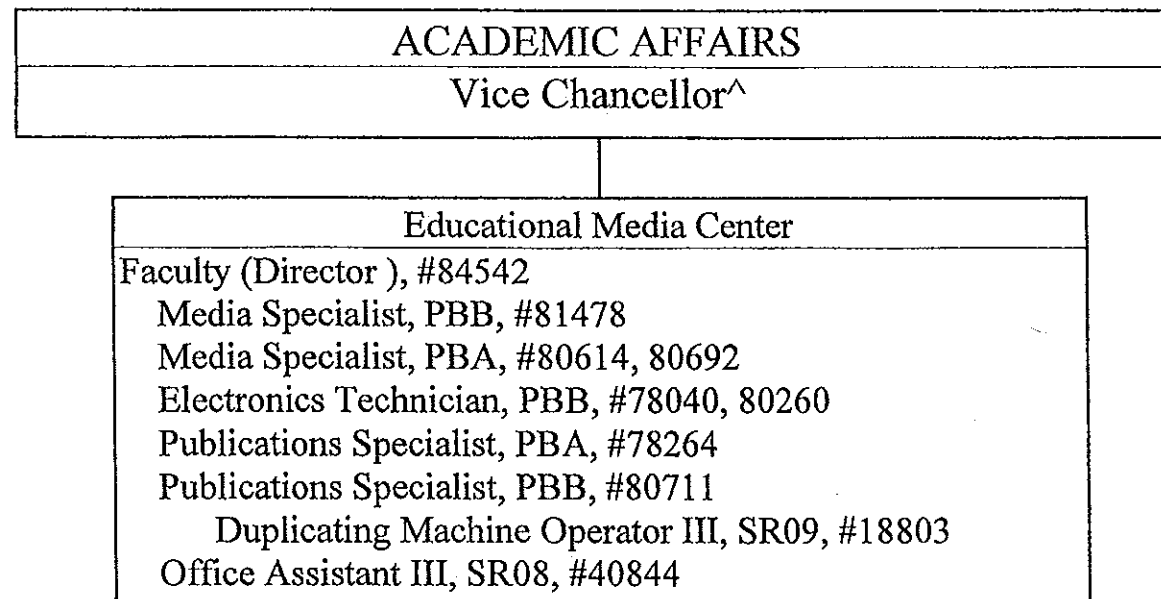 ACADEMIC AFFAIRS
Vice Chancellor^
Educational Media Center
Faculty (Director ), #84542
Media Specialist, PBB, #81478
Media Specialist, PBA, #80614, 80692
Electronics Technician, PBB, #78040, 80260
Publications Specialist, PBA, #78264
Publications Specialist, PBB, #80711
Duplicating Machine Operator III, SR09, #18803
Office Assistant III, SR08, #40844